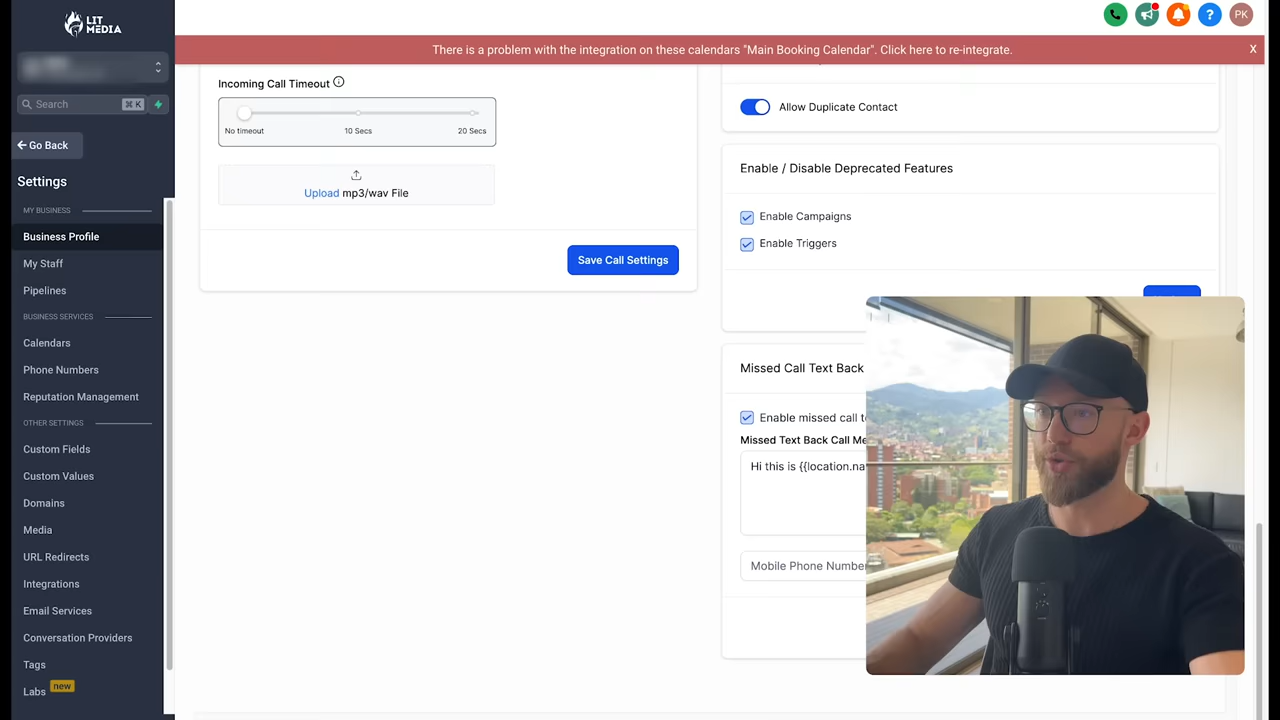 LIT
MEDIA
PK
There is a problem with the integration on these calendars "Main Booking Calendar". Click here to re-integrate.
X
Search
⌘ K
Go Back
Settings
MY BUSINESS
Business Profile
My Staff
Pipelines
BUSINESS SERVICES
Calendars
Phone Numbers
Reputation Management
OTHER SETTINGS
Custom Fields
Custom Values
Domains
Media
URL Redirects
Integrations
Email Services
Conversation Providers
Tags
Labs new
Incoming Call Timeout
No timeout 10 Secs 20 Secs
Upload mp3/wav File
Save Call Settings
Allow Duplicate Contact
Enable / Disable Deprecated Features
Enable Campaigns
Enable Triggers
Missed Call Text Back
Enable missed call
Missed Text Back Call
Hi this is {{location.na
Mobile Phone Number